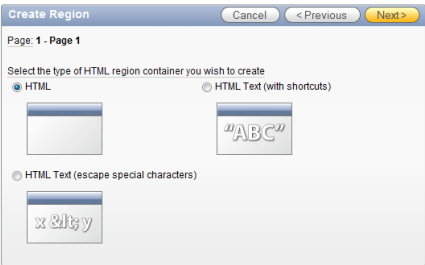 Create Region
Cancel
< Previous
Next >
Page: 1 - Page 1
Select the type of HTML region container you wish to create
HTML
HTML Text (with shortcuts)
"ABC"
HTML Text (escape special characters)
x &lt; y